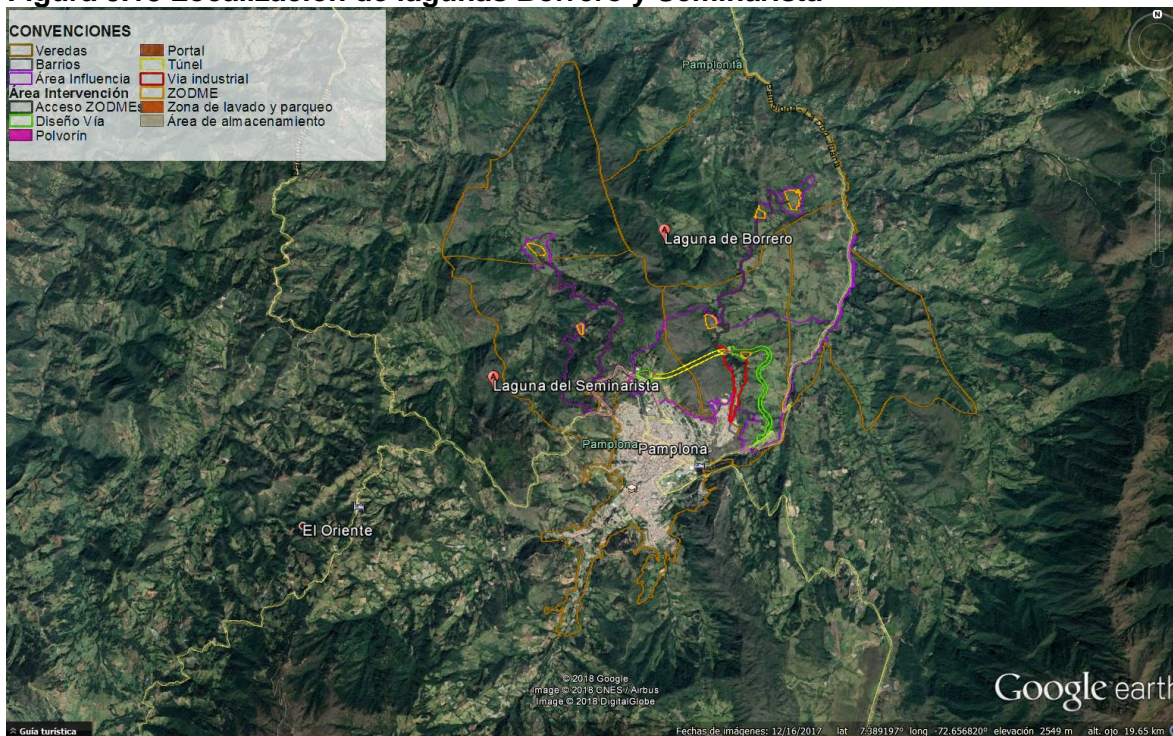 CONVENCIONES
Veredas
Barrios
Área Influencia
Área Intervención
Acceso ZODMEs
Diseño Vía
Polvorín
Portal
Túnel
Via industrial
ZODME
Zona de lavado y parqueo
Área de almacenamiento
N
Pamplonita
Laguna de Borrero
Laguna del Seminarista
Pamplona
Pamplona
El Oriente
© 2018 Google
Image © 2018 CNES / Airbus
Image © 2018 DigitalGlobe
Google earth
Guía turística
Fechas de imágenes: 12/16/2017 lat 7.389197° long -72.656820° elevación 2549 m alt. ojo 19.65 km